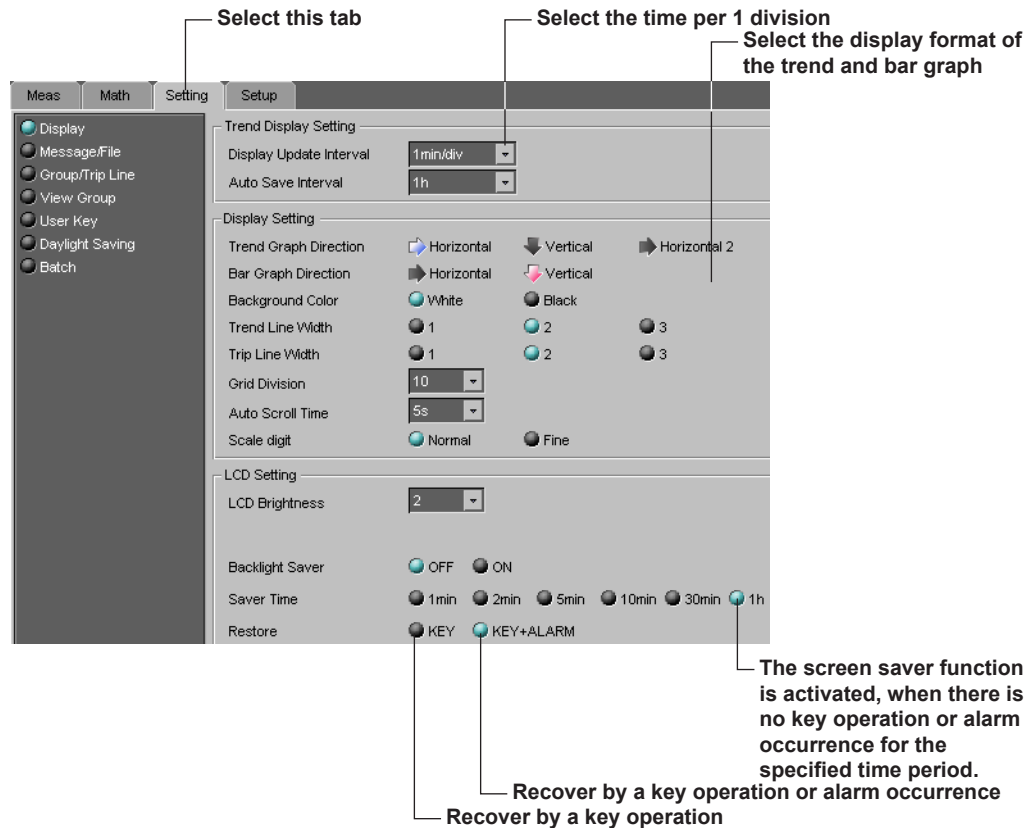 Select this tab
Select the time per 1 division
Select the display format of
the trend and bar graph
Meas Math Setting Setup
Display
Message/File
Group/Trip Line
View Group
User Key
Daylight Saving
Batch
Trend Display Setting
Display Update Interval 1min/div
Auto Save Interval 1h
Display Setting
Trend Graph Direction Horizontal Vertical Horizontal 2
Bar Graph Direction Horizontal Vertical
Background Color White Black
Trend Line Width 1 2 3
Trip Line Width 1 2 3
Grid Division 10
Auto Scroll Time 5s
Scale digit Normal Fine
LCD Setting
LCD Brightness 2
Backlight Saver OFF ON
Saver Time 1min 2min 5min 10min 30min 1h
Restore KEY KEY+ALARM
The screen saver function
is activated, when there is
no key operation or alarm
occurrence for the
specified time period.
Recover by a key operation or alarm occurrence
Recover by a key operation